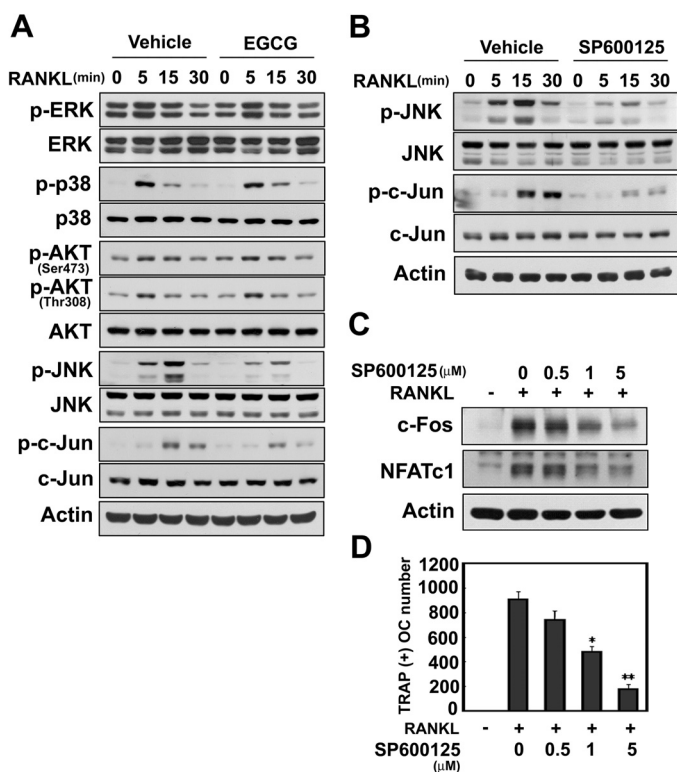 A
Vehicle EGCG
RANKL(min) 0 5 15 30 0 5 15 30
p-ERK
ERK
p-p38
p38
p-AKT
(Ser473)
p-AKT
(Thr308)
AKT
p-JNK
JNK
p-c-Jun
c-Jun
Actin
B
Vehicle SP600125
RANKL(min) 0 5 15 30 0 5 15 30
p-JNK
JNK
p-c-Jun
c-Jun
Actin
C
SP600125(μM) 0 0.5 1 5
RANKL - + + + +
c-Fos
NFATc1
Actin
D
TRAP (+) OC number
1200
1000
800
600
400
200
0
*
**
RANKL - + + + +
SP600125 0 0.5 1 5
(μM)